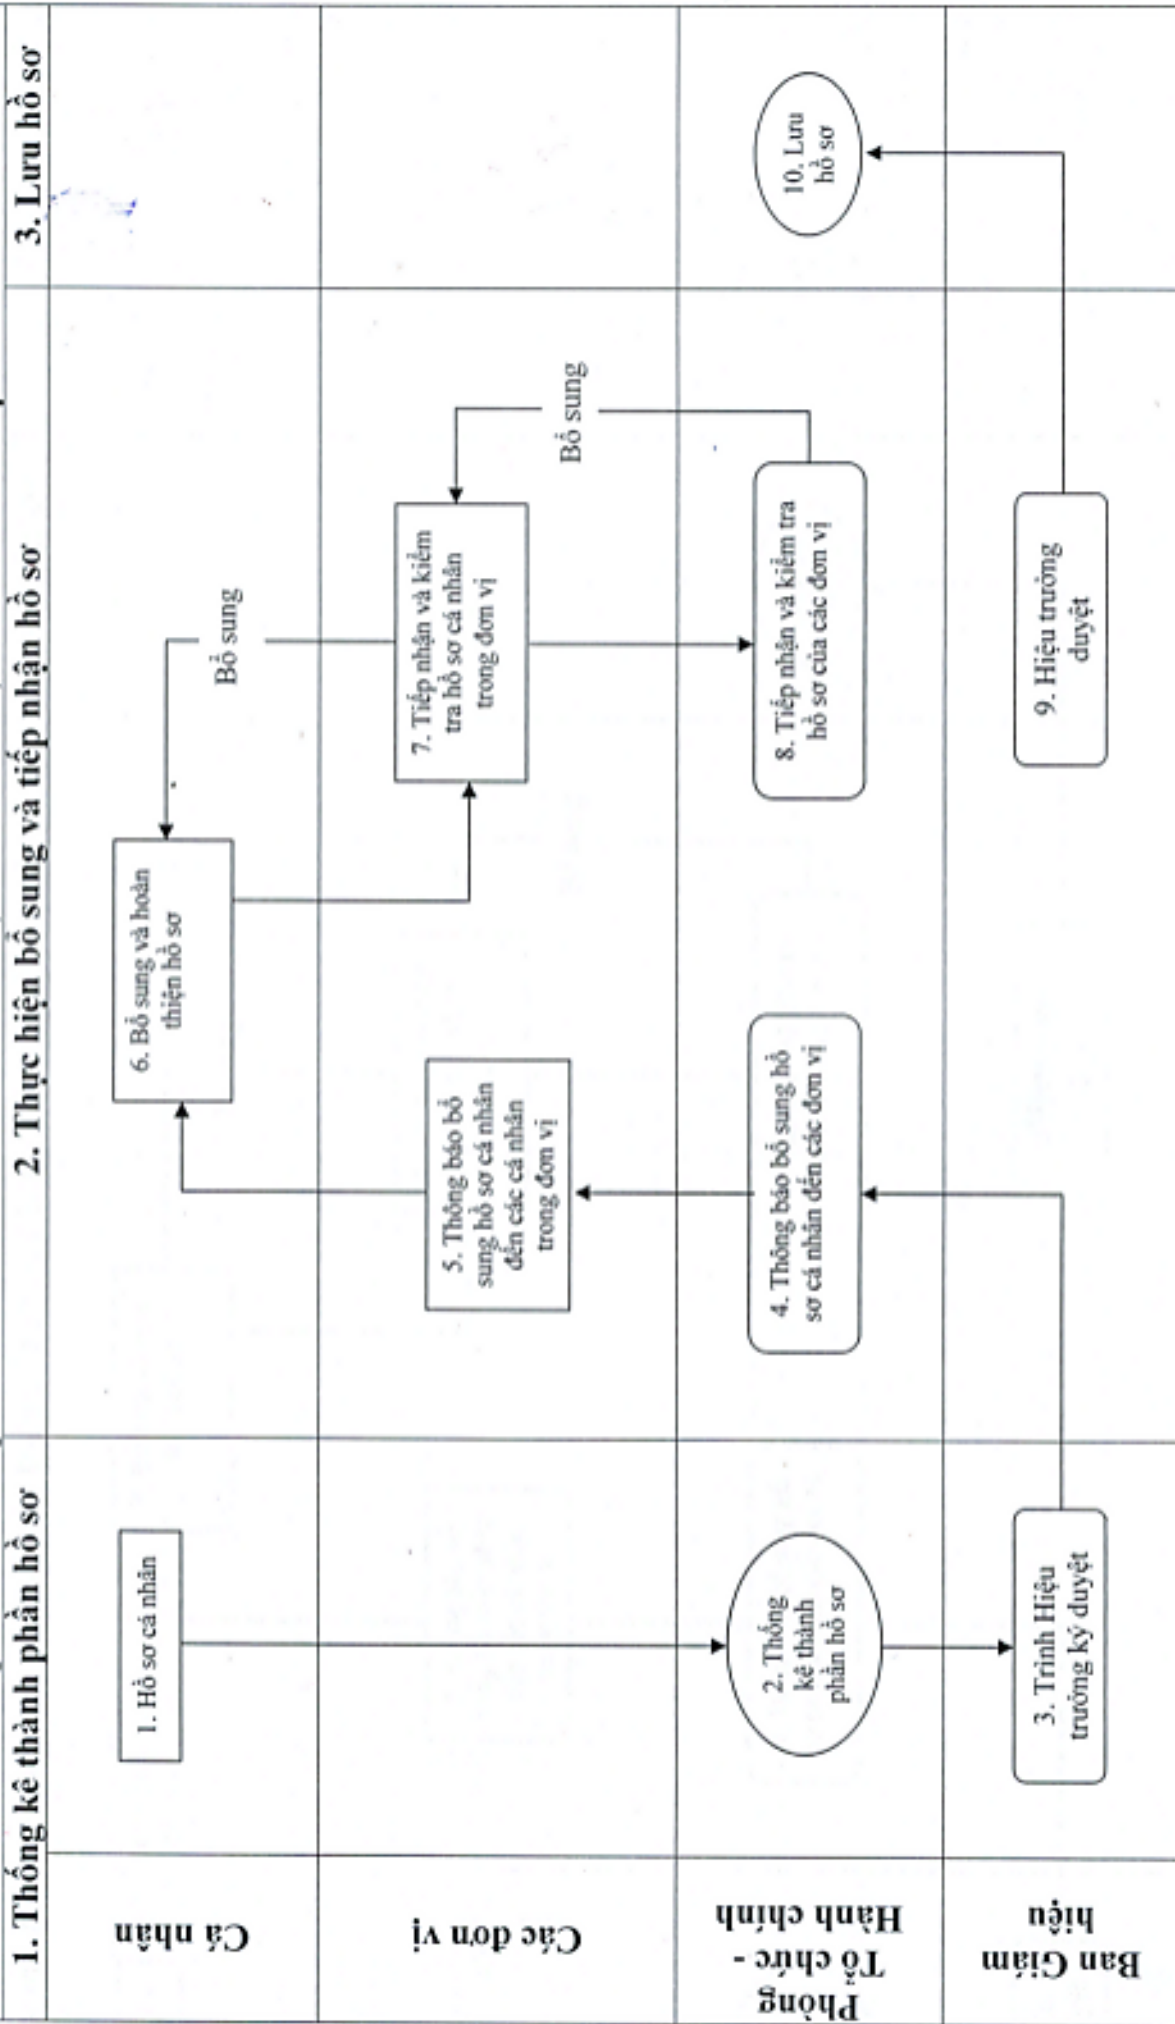 1. Thống kê thành phần hồ sơ
2. Thực hiện bổ sung và tiếp nhận hồ sơ
3. Lưu hồ sơ
Cá nhân
1. Hồ sơ cá nhân
6. Bổ sung và hoàn
thiện hồ sơ
Bổ sung
Các đơn vị
5. Thông báo bổ
sung hồ sơ cá nhân
đến các cá nhân
trong đơn vị
7. Tiếp nhận và kiểm
tra hồ sơ cá nhân
trong đơn vị
Bổ sung
Phòng
Tổ chức -
Hành chính
2. Thống
kê thành
phần hồ sơ
4. Thông báo bổ sung hồ
sơ cá nhân đến các đơn vị
8. Tiếp nhận và kiểm tra
hồ sơ của các đơn vị
10. Lưu
hồ sơ
Ban Giám
hiệu
3. Trình Hiệu
trưởng ký duyệt
9. Hiệu trưởng
duyệt